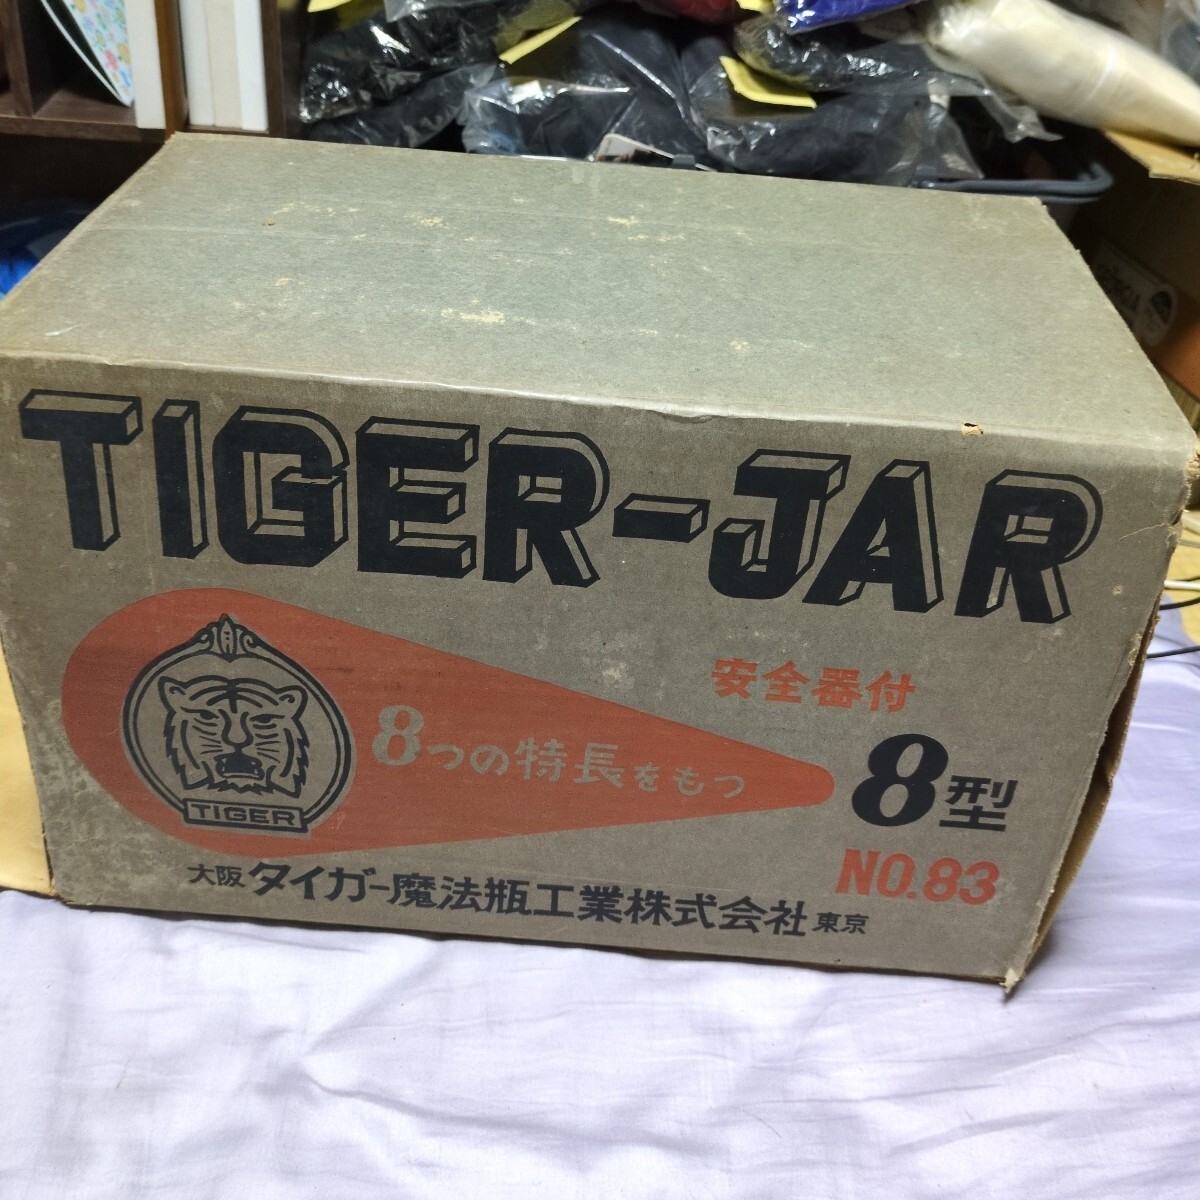 TIGER-JAR
安全器付
8つの特長をもつ
8型
TIGER
NO.83
大阪 タイガー魔法瓶工業株式会社 東京